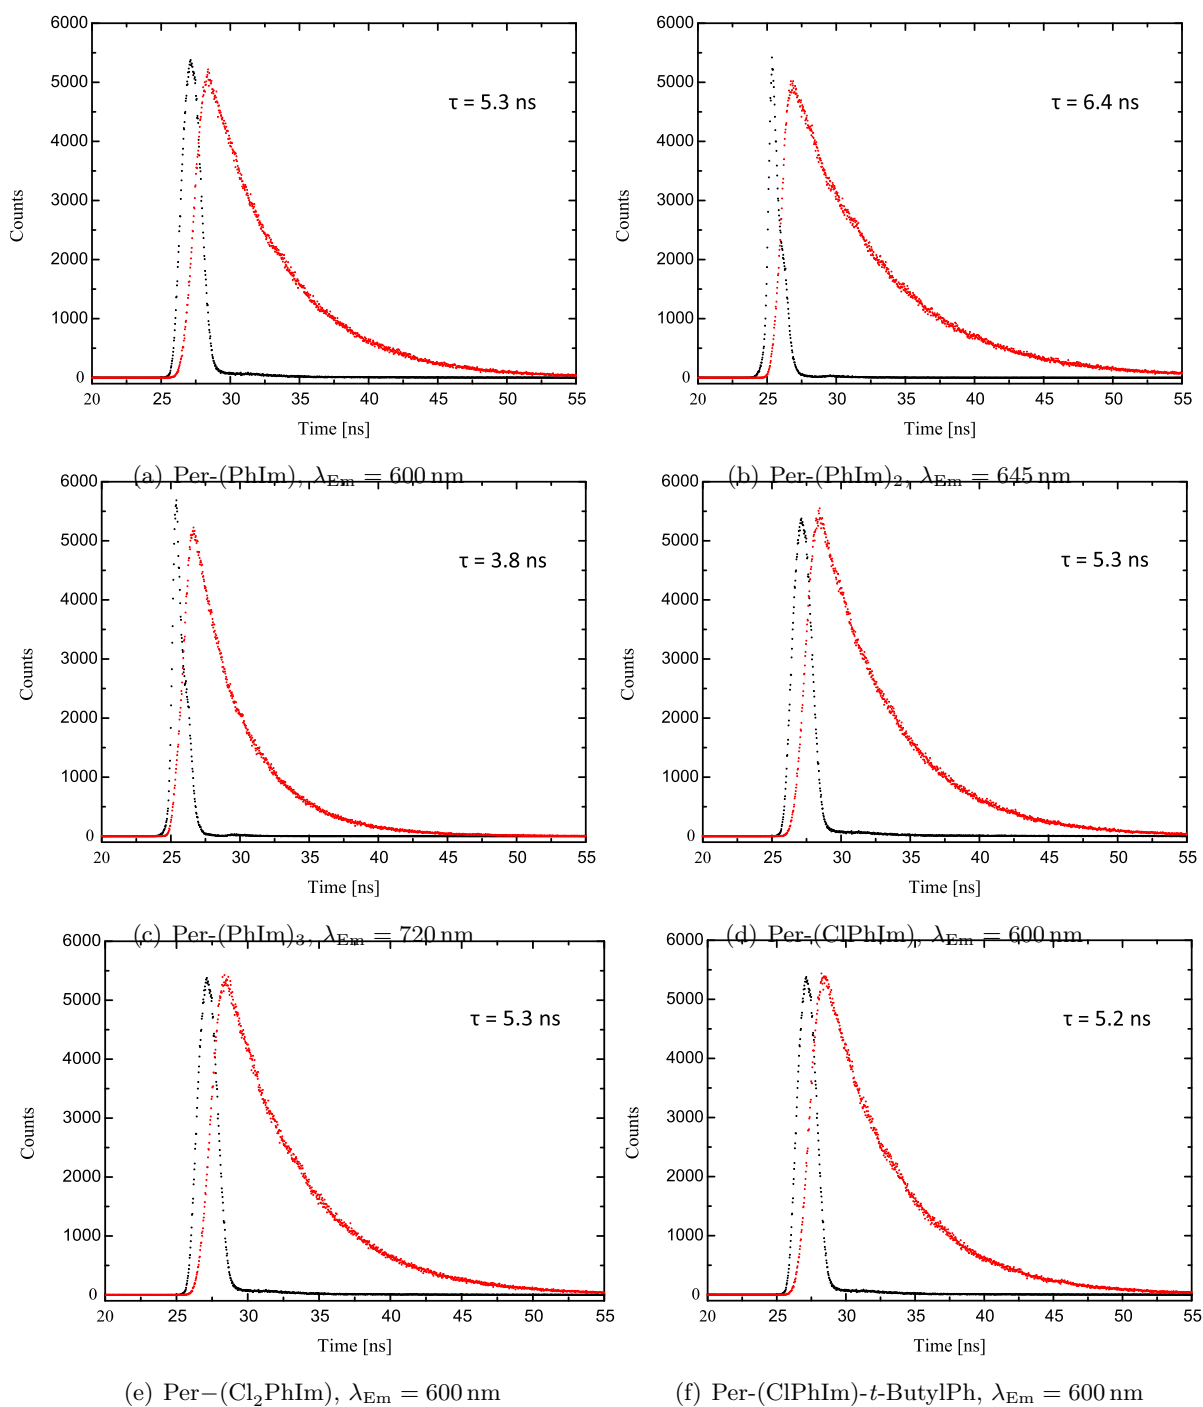 6000
5000
4000
3000
2000
1000
0
Counts
τ = 5.3 ns
20 25 30 35 40 45 50 55
Time [ns]
(a) Per-(PhIm), λEm = 600 nm
6000
5000
4000
3000
2000
1000
0
Counts
τ = 6.4 ns
20 25 30 35 40 45 50 55
Time [ns]
(b) Per-(PhIm)₂, λEm = 645 nm
6000
5000
4000
3000
2000
1000
0
Counts
τ = 3.8 ns
20 25 30 35 40 45 50 55
Time [ns]
(c) Per-(PhIm)₃, λEm = 720 nm
6000
5000
4000
3000
2000
1000
0
Counts
τ = 5.3 ns
20 25 30 35 40 45 50 55
Time [ns]
(d) Per-(ClPhIm), λEm = 600 nm
6000
5000
4000
3000
2000
1000
0
Counts
τ = 5.3 ns
20 25 30 35 40 45 50 55
Time [ns]
(e) Per−(Cl₂PhIm), λEm = 600 nm
6000
5000
4000
3000
2000
1000
0
Counts
τ = 5.2 ns
20 25 30 35 40 45 50 55
Time [ns]
(f) Per-(ClPhIm)-t-ButylPh, λEm = 600 nm